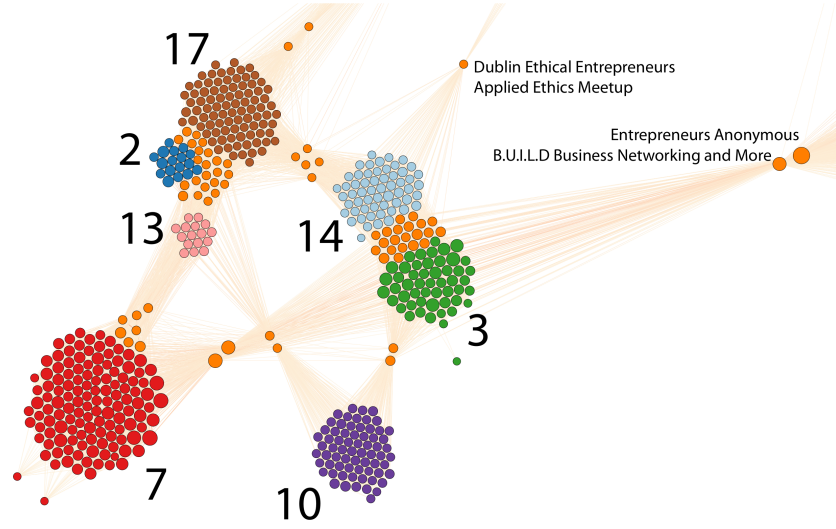 17
Dublin Ethical Entrepreneurs
Applied Ethics Meetup
Entrepreneurs Anonymous
B.U.I.L.D Business Networking and More
2
13
14
3
7
10